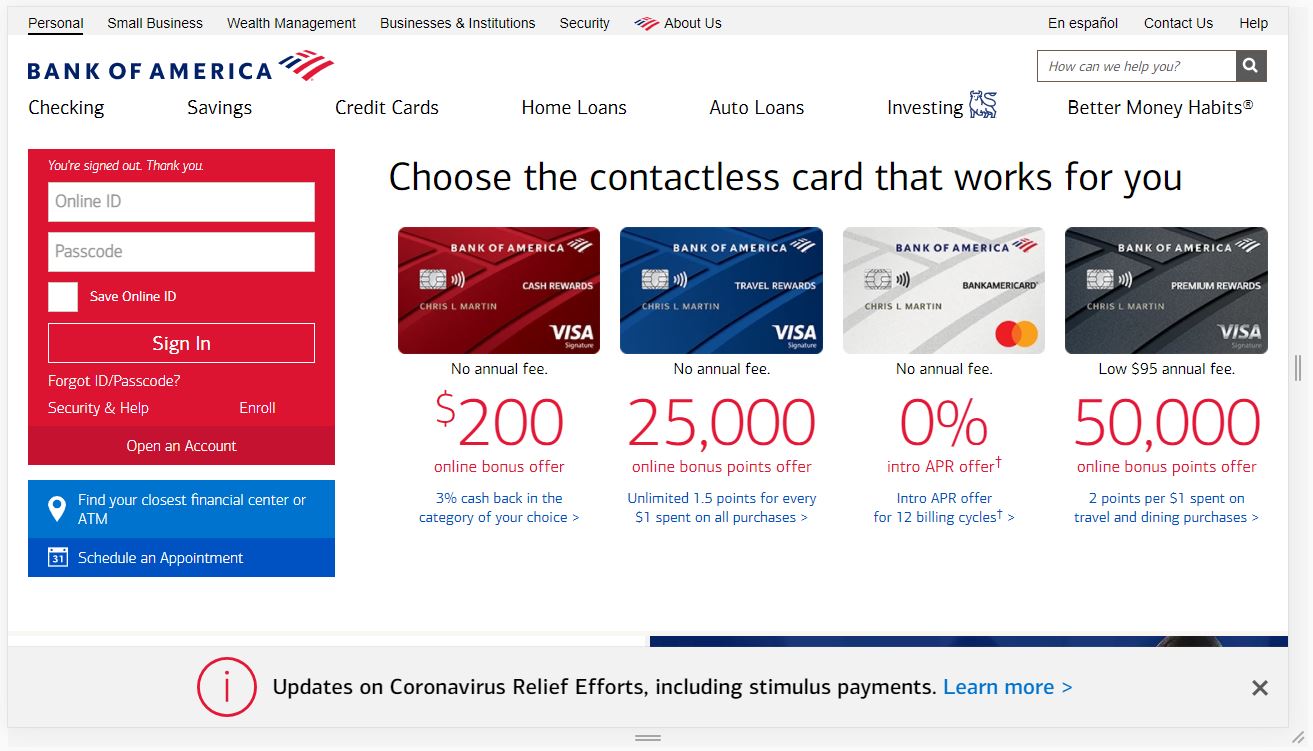 Personal Small Business Wealth Management Businesses & Institutions Security About Us En español Contact Us Help
BANK OF AMERICA
How can we help you?
Checking Savings Credit Cards Home Loans Auto Loans Investing Better Money Habits®
You're signed out. Thank you.
Online ID
Passcode
Save Online ID
Sign In
Forgot ID/Passcode?
Security & Help Enroll
Open an Account
Find your closest financial center or
ATM
31
Schedule an Appointment
Choose the contactless card that works for you
BANK OF AMERICA
CASH REWARDS
CHRIS L MARTIN
VISA
Signature
No annual fee.
$200
online bonus offer
3% cash back in the
category of your choice >
BANK OF AMERICA
TRAVEL REWARDS
CHRIS L MARTIN
VISA
Signature
No annual fee.
25,000
online bonus points offer
Unlimited 1.5 points for every
$1 spent on all purchases >
BANK OF AMERICA
BANKAMERICARD®
CHRIS L MARTIN
No annual fee.
0%
intro APR offer†
Intro APR offer
for 12 billing cycles† >
BANK OF AMERICA
PREMIUM REWARDS
CHRIS L MARTIN
VISA
Signature
Low $95 annual fee.
50,000
online bonus points offer
2 points per $1 spent on
travel and dining purchases >
Updates on Coronavirus Relief Efforts, including stimulus payments. Learn more >